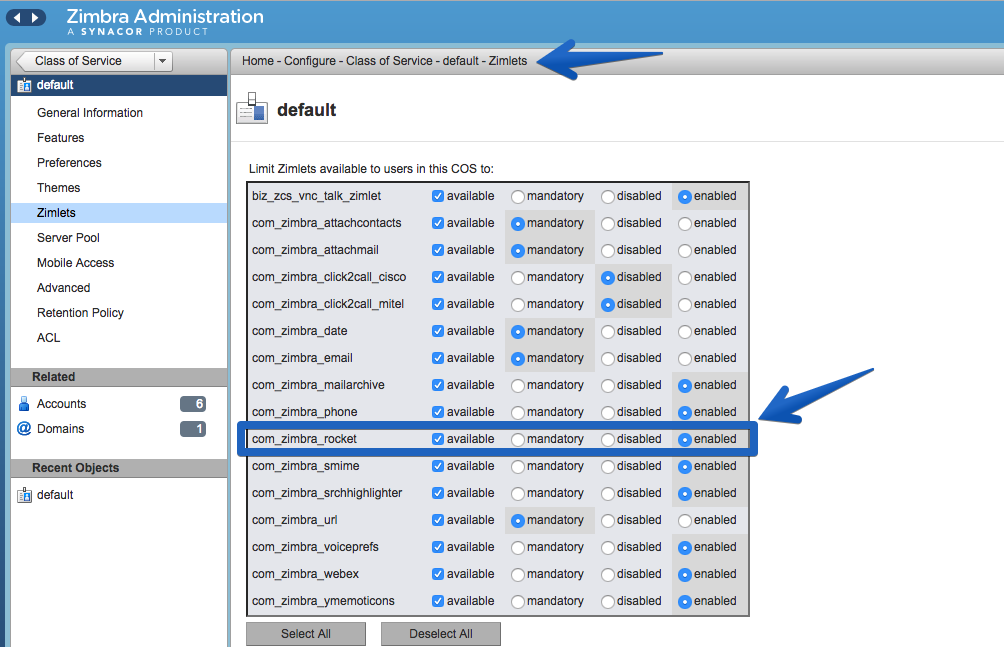 Zimbra Administration
A SYNACOR PRODUCT
Class of Service
default
General Information
Features
Preferences
Themes
Zimlets
Server Pool
Mobile Access
Advanced
Retention Policy
ACL
Related
Accounts 6
Domains 1
Recent Objects
default
Home - Configure - Class of Service - default - Zimlets
default
Limit Zimlets available to users in this COS to:
biz_zcs_vnc_talk_zimlet available mandatory disabled enabled
com_zimbra_attachcontacts available mandatory disabled enabled
com_zimbra_attachmail available mandatory disabled enabled
com_zimbra_click2call_cisco available mandatory disabled enabled
com_zimbra_click2call_mitel available mandatory disabled enabled
com_zimbra_date available mandatory disabled enabled
com_zimbra_email available mandatory disabled enabled
com_zimbra_mailarchive available mandatory disabled enabled
com_zimbra_phone available mandatory disabled enabled
com_zimbra_rocket available mandatory disabled enabled
com_zimbra_smime available mandatory disabled enabled
com_zimbra_srchhighlighter available mandatory disabled enabled
com_zimbra_url available mandatory disabled enabled
com_zimbra_voiceprefs available mandatory disabled enabled
com_zimbra_webex available mandatory disabled enabled
com_zimbra_ymemoticons available mandatory disabled enabled
Select All Deselect All